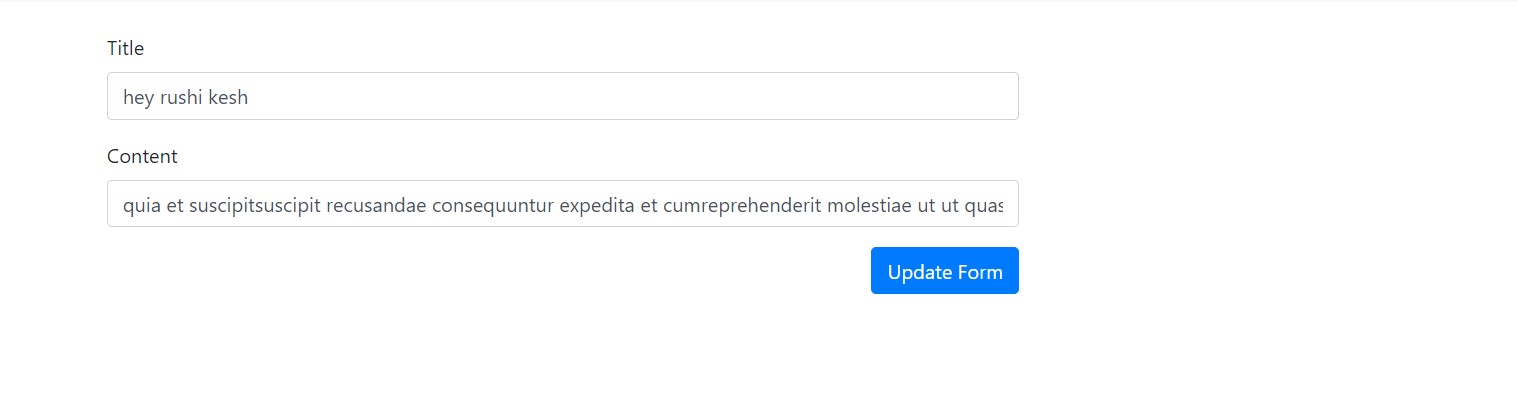 Title
hey rushi kesh
Content
quia et suscipitsuscipit recusandae consequuntur expedita et cumreprehenderit molestiae ut ut quas
Update Form